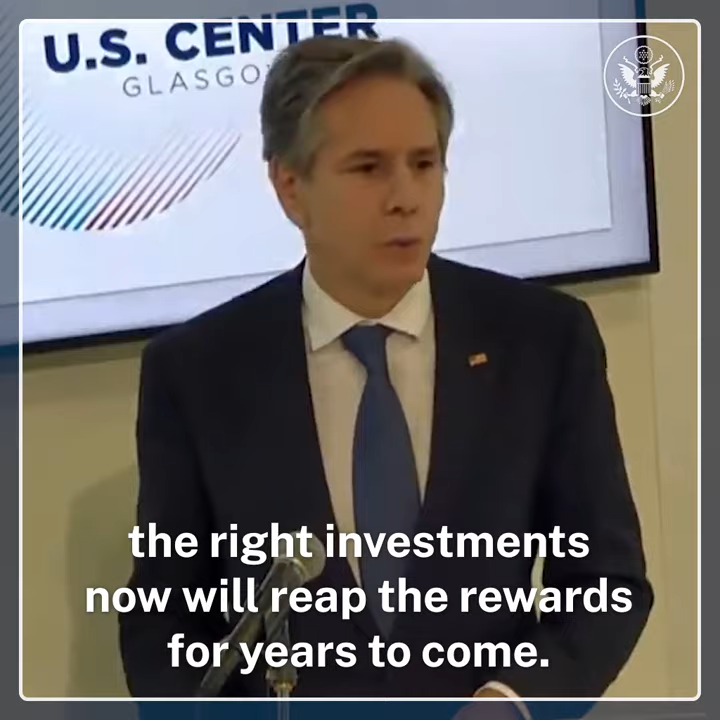 U.S. CENTER
GLASGO
the right investments
now will reap the rewards
for years to come.